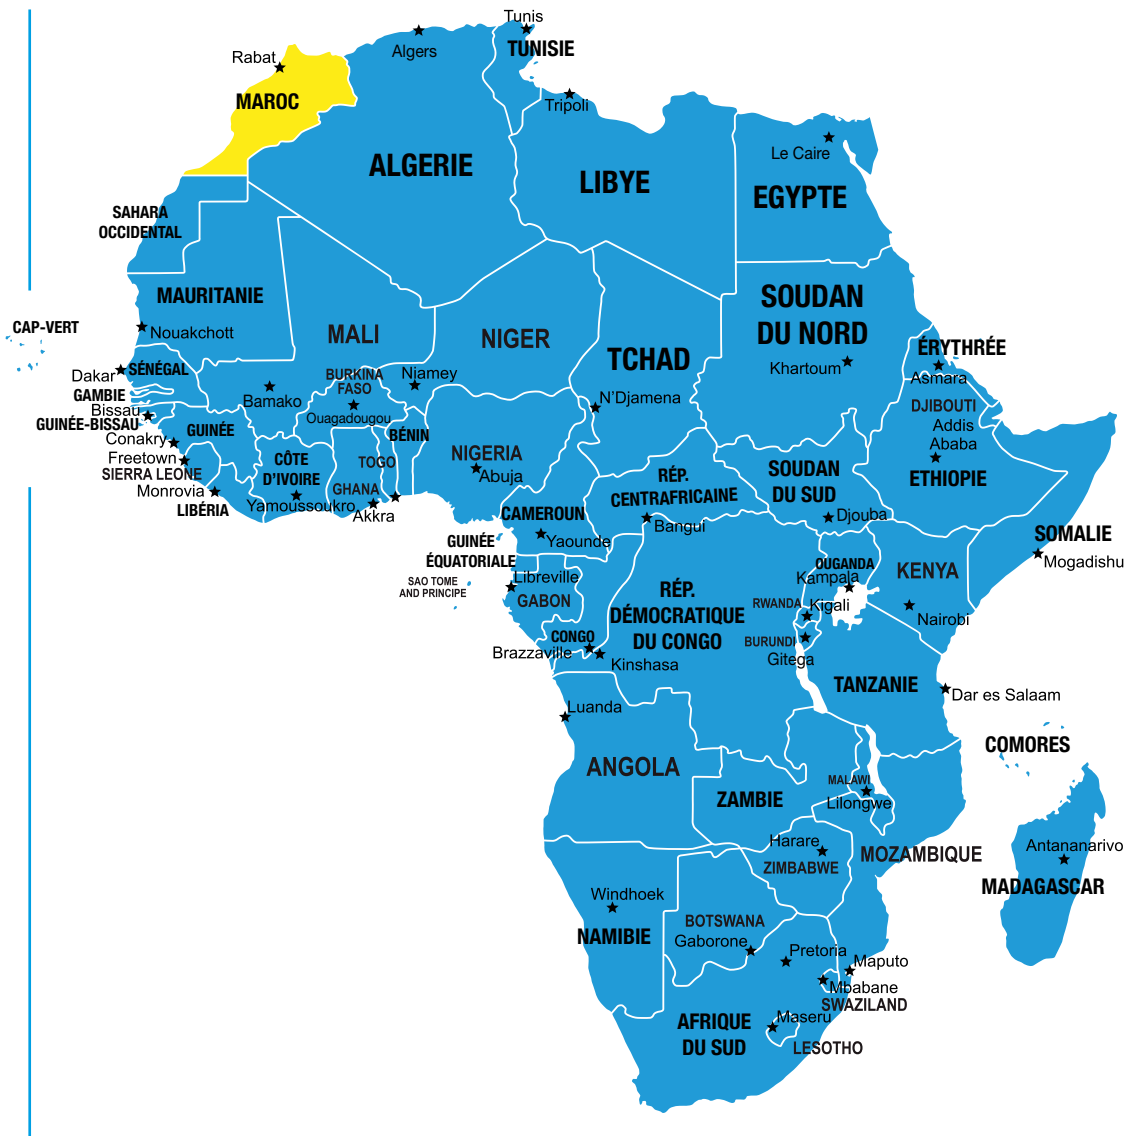 Tunis
Algers
TUNISIE
Rabat
MAROC
Tripoli
ALGERIE
LIBYE
Le Caire
EGYPTE
SAHARA
OCCIDENTAL
MAURITANIE
Nouakchott
CAP-VERT
MALI
NIGER
TCHAD
SOUDAN
DU NORD
Khartoum
ÉRYTHRÉE
Asmara
Dakar
SÉNÉGAL
GAMBIE
Bissau
GUINÉE-BISSAU
Bamako
BURKINA
FASO
Ouagadougou
Niamey
N'Djamena
DJIBOUTI
Addis
Ababa
ETHIOPIE
GUINÉE
Conakry
Freetown
SIERRA LEONE
Monrovia
LIBÉRIA
CÔTE
D'IVOIRE
Yamoussoukro
GHANA
Akkra
TOGO
BÉNIN
NIGERIA
Abuja
RÉP.
CENTRAFRICAINE
Bangui
SOUDAN
DU SUD
Djouba
SOMALIE
Mogadishu
CAMEROUN
Yaounde
GUINÉE
ÉQUATORIALE
SAO TOME
AND PRINCIPE
Libreville
GABON
CONGO
Brazzaville
Kinshasa
RÉP.
DÉMOCRATIQUE
DU CONGO
OUGANDA
Kampala
KENYA
Nairobi
RWANDA
Kigali
BURUNDI
Gitega
TANZANIE
Dar es Salaam
COMORES
Luanda
ANGOLA
ZAMBIE
MALAWI
Lilongwe
Harare
ZIMBABWE
MOZAMBIQUE
Antananarivo
MADAGASCAR
Windhoek
NAMIBIE
BOTSWANA
Gaborone
Pretoria
Maputo
Mbabane
SWAZILAND
AFRIQUE
DU SUD
Maseru
LESOTHO